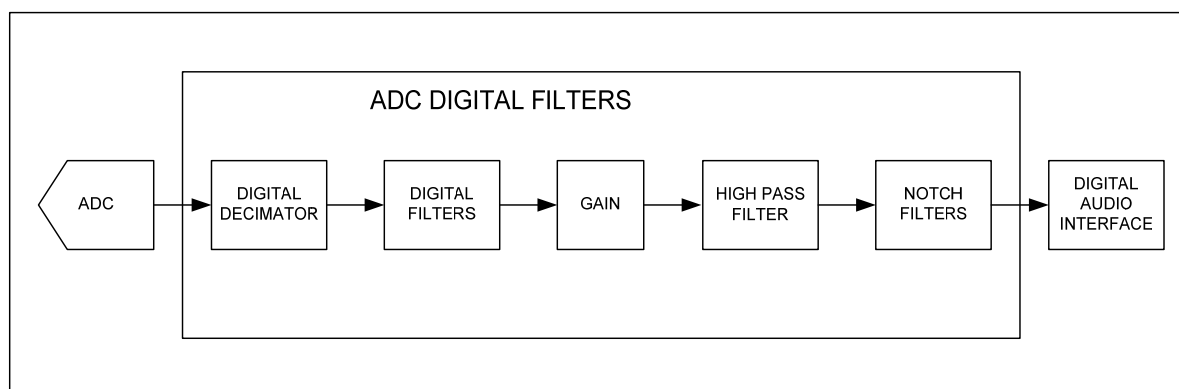 ADC DIGITAL FILTERS
ADC
DIGITAL
DECIMATOR
DIGITAL
FILTERS
GAIN
HIGH PASS
FILTER
NOTCH
FILTERS
DIGITAL
AUDIO
INTERFACE